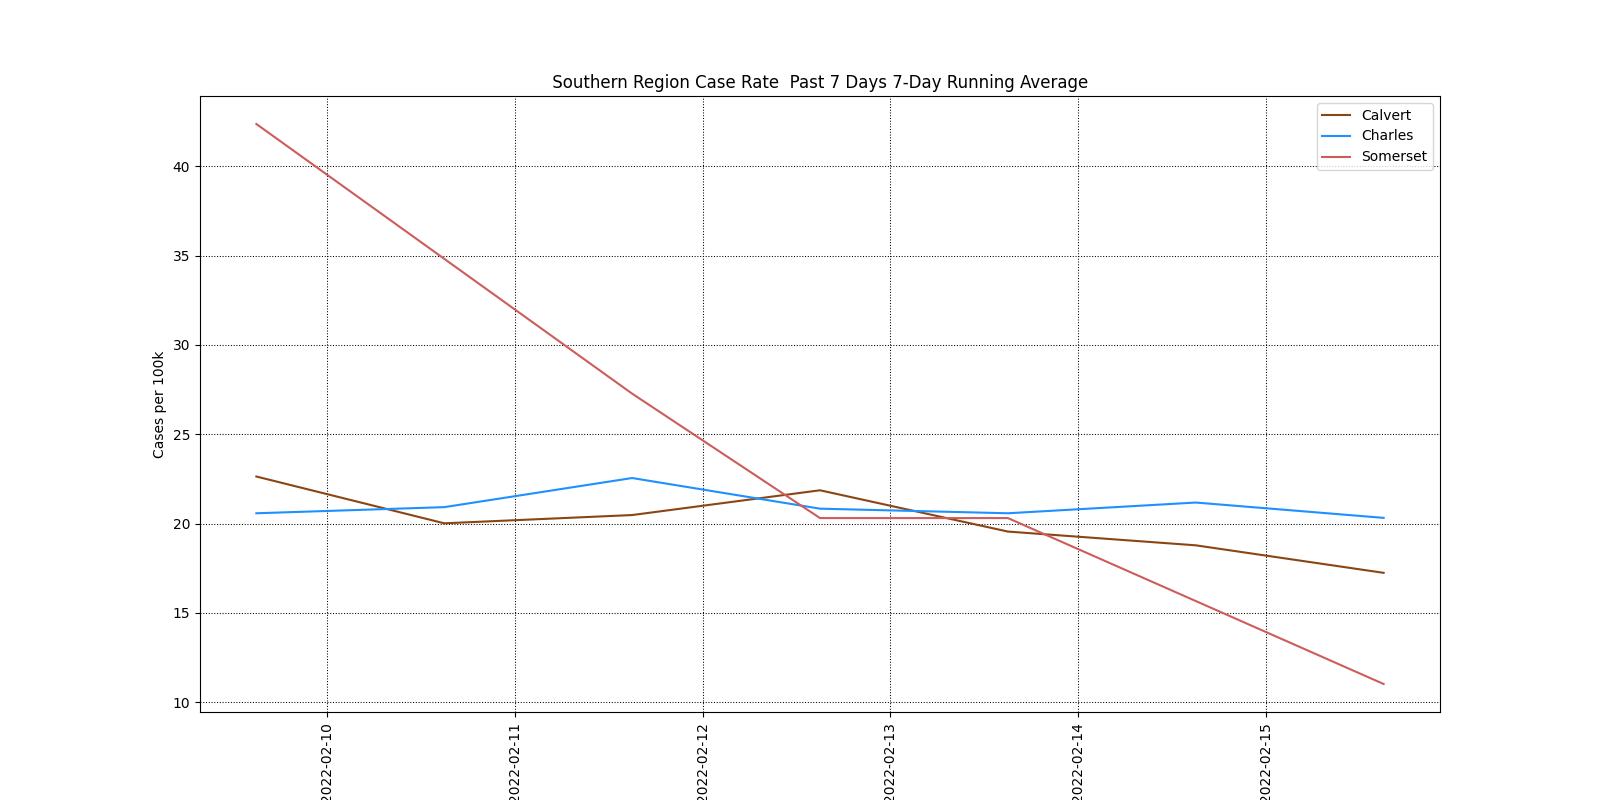 Southern Region Case Rate  Past 7 Days 7-Day Running Average
Calvert
Charles
Somerset
Cases per 100k
40
35
30
25
20
15
10
2022-02-10
2022-02-11
2022-02-12
2022-02-13
2022-02-14
2022-02-15